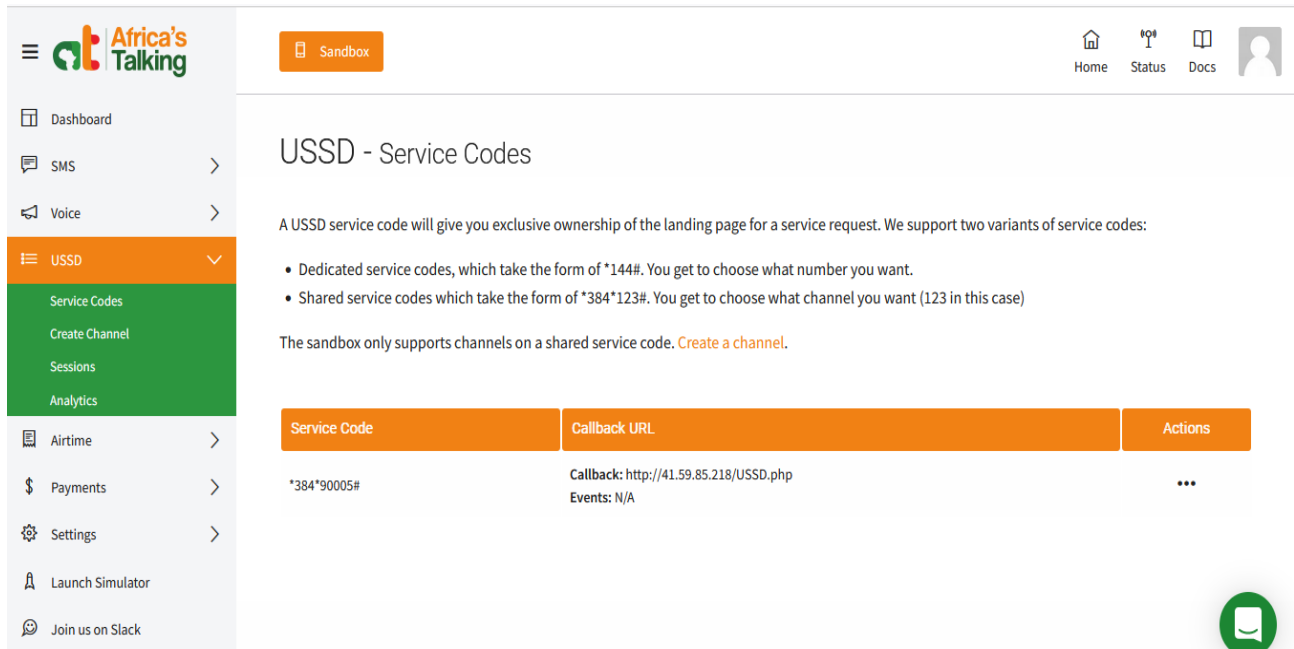 Africa's
Talking
Sandbox
Home
Status
Docs
Dashboard
SMS
Voice
USSD
Service Codes
Create Channel
Sessions
Analytics
Airtime
Payments
Settings
Launch Simulator
Join us on Slack
USSD - Service Codes
A USSD service code will give you exclusive ownership of the landing page for a service request. We support two variants of service codes:
• Dedicated service codes, which take the form of *144#. You get to choose what number you want.
• Shared service codes which take the form of *384*123#. You get to choose what channel you want (123 in this case)
The sandbox only supports channels on a shared service code. Create a channel.
Service Code Callback URL Actions
*384*90005# Callback: http://41.59.85.218/USSD.php
Events: N/A